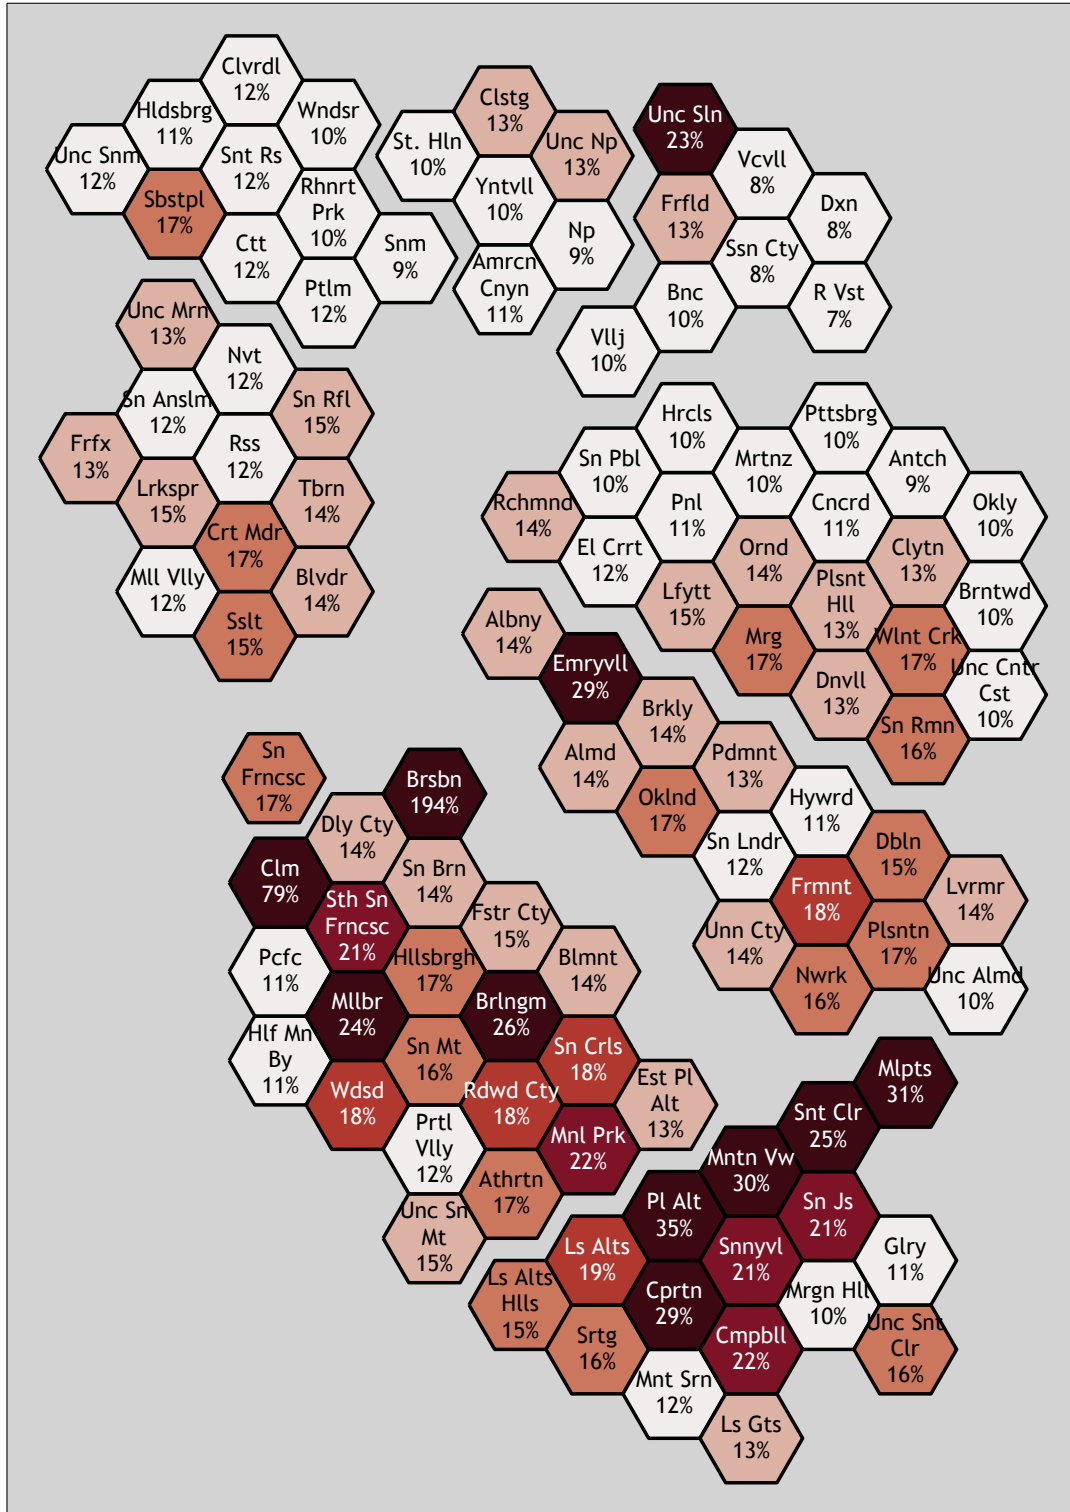 Clvrdl
12%
Hldsbrg
11%
Wndsr
10%
Unc Snm
12%
Snt Rs
12%
Sbstpl
17%
Rhnrt
Prk
10%
Ctt
12%
Snm
9%
Ptlm
12%
Clstg
13%
St. Hln
10%
Unc Np
13%
Yntvll
10%
Np
9%
Amrcn
Cnyn
11%
Unc Sln
23%
Vcvll
8%
Frfld
13%
Dxn
8%
Ssn Cty
8%
Bnc
10%
R Vst
7%
Vllj
10%
Unc Mrn
13%
Nvt
12%
Sn Anslm
12%
Sn Rfl
15%
Frfx
13%
Rss
12%
Lrkspr
15%
Tbrn
14%
Crt Mdr
17%
Mll Vlly
12%
Blvdr
14%
Sslt
15%
Hrcls
10%
Pttsbrg
10%
Sn Pbl
10%
Mrtnz
10%
Antch
9%
Rchmnd
14%
Pnl
11%
Cncrd
11%
Okly
10%
El Crrt
12%
Ornd
14%
Clytn
13%
Lfytt
15%
Plsnt
Hll
13%
Brntwd
10%
Mrg
17%
Wlnt Crk
17%
Dnvll
13%
Unc Cntr
Cst
10%
Sn Rmn
16%
Albny
14%
Emryvll
29%
Brkly
14%
Almd
14%
Pdmnt
13%
Oklnd
17%
Hywrd
11%
Sn Lndr
12%
Dbln
15%
Frmnt
18%
Lvrmr
14%
Unn Cty
14%
Plsntn
17%
Nwrk
16%
Unc Almd
10%
Sn
Frncsc
17%
Brsbn
194%
Dly Cty
14%
Clm
79%
Sn Brn
14%
Sth Sn
Frncsc
21%
Fstr Cty
15%
Pcfc
11%
Hllsbrgh
17%
Blmnt
14%
Mllbr
24%
Brlngm
26%
Hlf Mn
By
11%
Sn Mt
16%
Sn Crls
18%
Wdsd
18%
Rdwd Cty
18%
Est Pl
Alt
13%
Prtl
Vlly
12%
Mnl Prk
22%
Athrtn
17%
Unc Sn
Mt
15%
Mlpts
31%
Snt Clr
25%
Mntn Vw
30%
Pl Alt
35%
Sn Js
21%
Ls Alts
19%
Snnyvl
21%
Glry
11%
Ls Alts
Hlls
15%
Cprtn
29%
Mrgn Hll
10%
Srtg
16%
Cmpbll
22%
Unc Snt
Clr
16%
Mnt Srn
12%
Ls Gts
13%